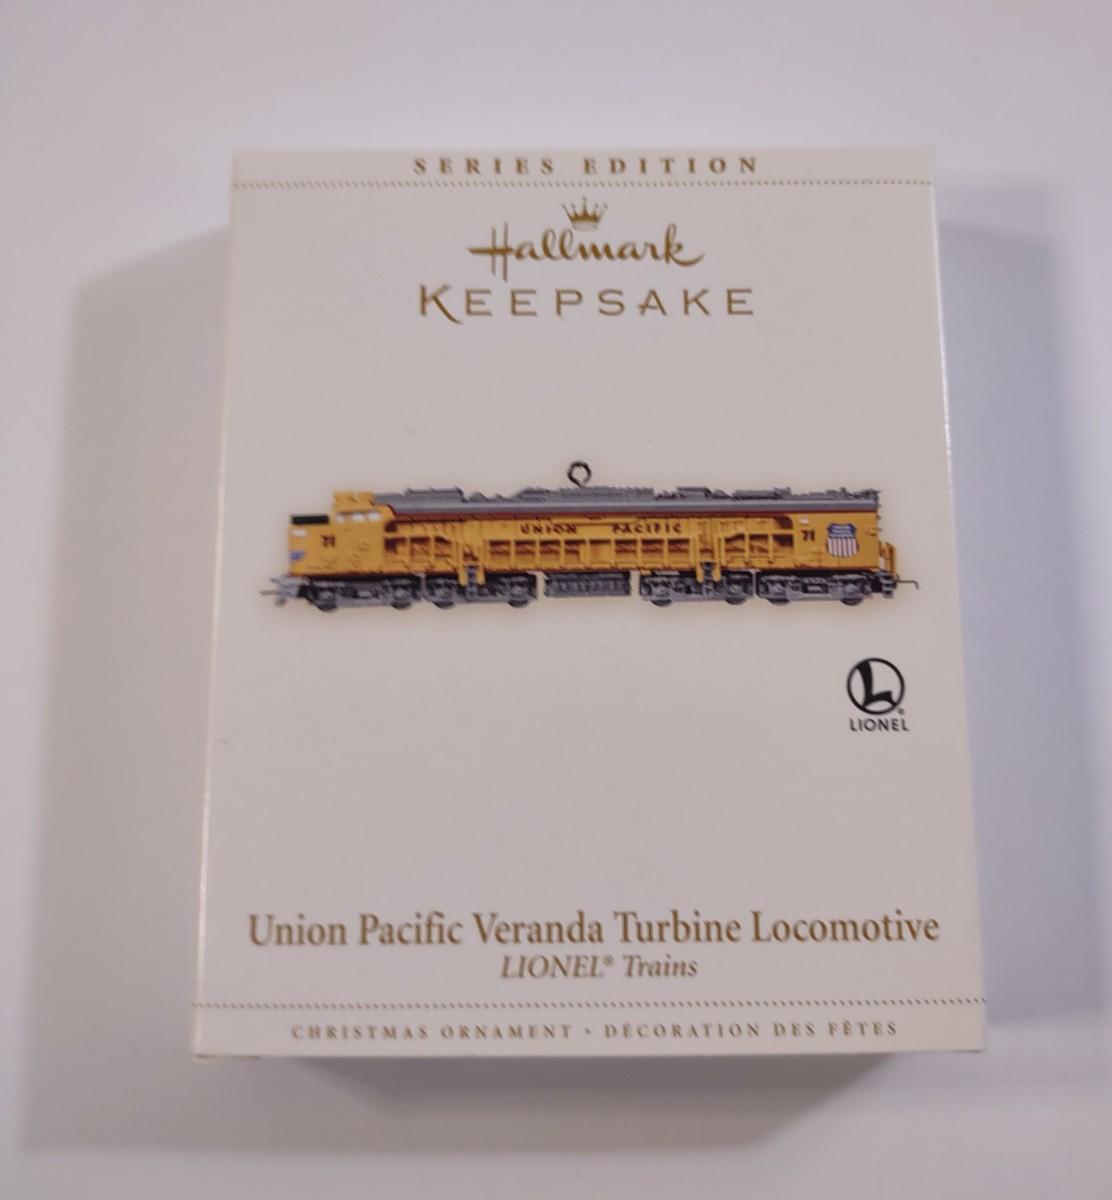 SERIES EDITION
Hallmark
KEEPSAKE
UNION PACIFIC
71
71
L
LIONEL
Union Pacific Veranda Turbine Locomotive
LIONEL® Trains
CHRISTMAS ORNAMENT • DÉCORATION DES FÊTES